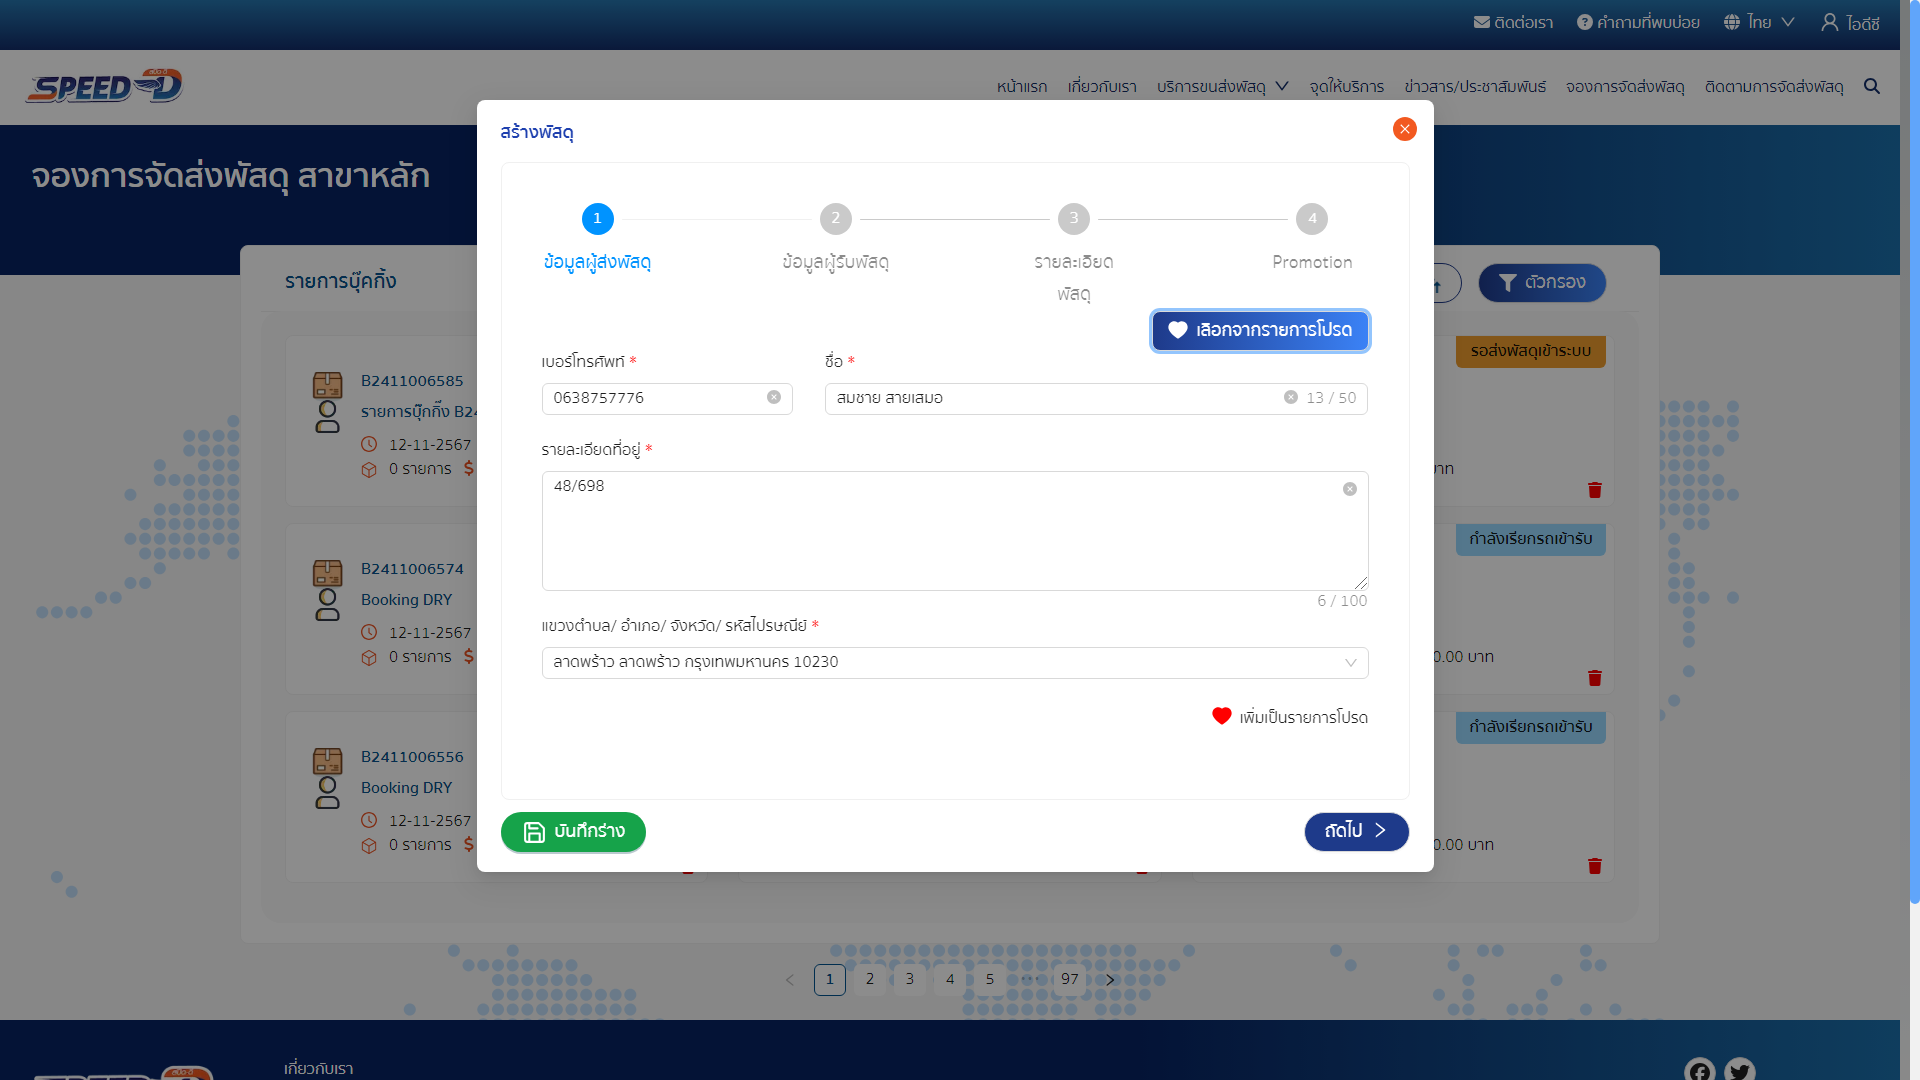 ติดต่อเรา คำถามที่พบบ่อย ไทย ไอดีซี
SPEED-D
หน้าแรก เกี่ยวกับเรา บริการขนส่งพัสดุ จุดให้บริการ ข่าวสาร/ประชาสัมพันธ์ จองการจัดส่งพัสดุ ติดตามการจัดส่งพัสดุ
จองการจัดส่งพัสดุ สาขาหลัก
รายการบุ๊คกิ้ง
ตัวกรอง
B2411006585
รายการบุ๊กกิ๊ง B24
12-11-2567
0 รายการ $
รอส่งพัสดุเข้าระบบ
บาท
B2411006574
Booking DRY
12-11-2567
0 รายการ $
กำลังเรียกรถเข้ารับ
0.00 บาท
B2411006556
Booking DRY
12-11-2567
0 รายการ $
กำลังเรียกรถเข้ารับ
0.00 บาท
สร้างพัสดุ
1 2 3 4
ข้อมูลผู้ส่งพัสดุ ข้อมูลผู้รับพัสดุ รายละเอียด Promotion
พัสดุ
เลือกจากรายการโปรด
เบอร์โทรศัพท์ * ชื่อ *
0638757776 สมชาย สายเสมอ 13 / 50
รายละเอียดที่อยู่ *
48/698
6 / 100
แขวงตำบล/ อำเภอ/ จังหวัด/ รหัสไปรษณีย์ *
ลาดพร้าว ลาดพร้าว กรุงเทพมหานคร 10230
เพิ่มเป็นรายการโปรด
บันทึกร่าง ถัดไป
1 2 3 4 5 ••• 97
เกี่ยวกับเรา